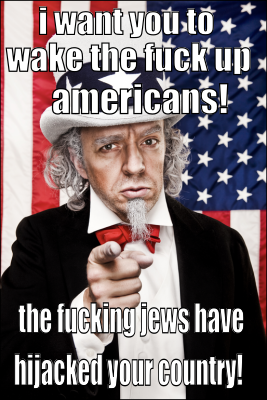 i want you to
wake the fuck up
americans!
the fucking jews have
hijacked your country!